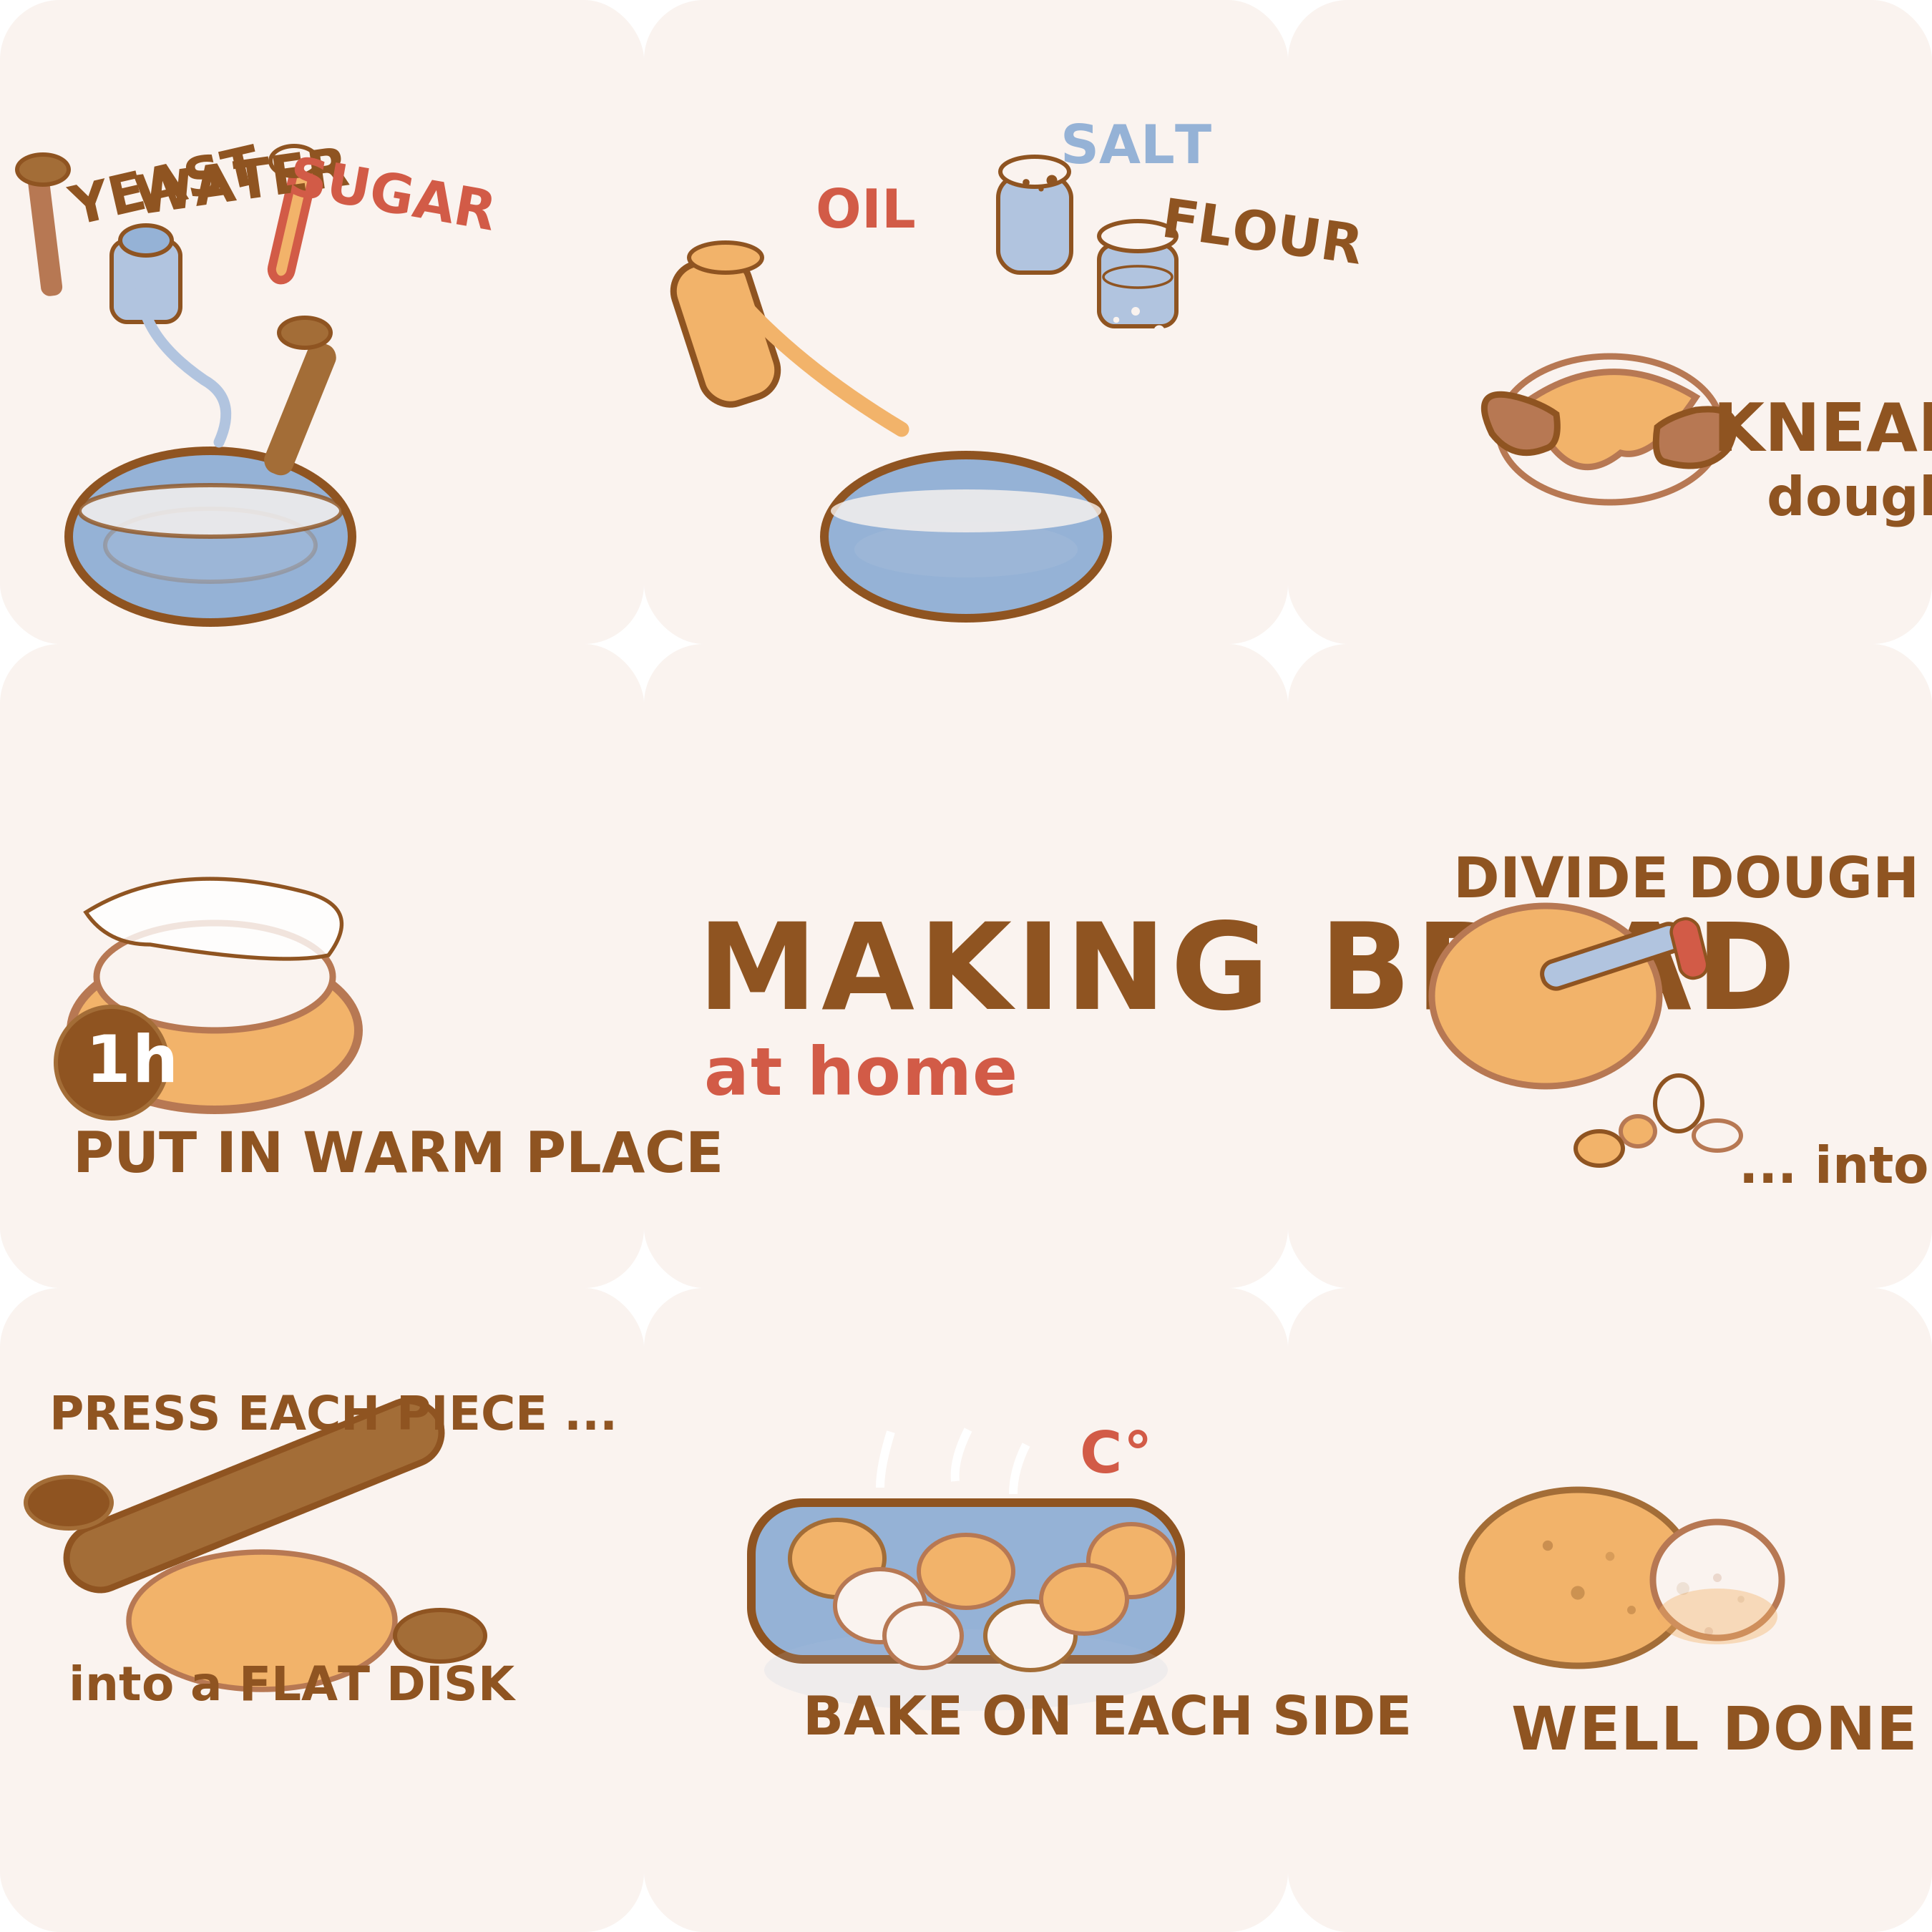 YEAST
WATER
SUGAR
OIL
SALT
FLOUR
KNEAD
dough
1h
PUT IN WARM PLACE
MAKING BREAD
at home
DIVIDE DOUGH
... into
PRESS EACH PIECE ...
into a FLAT DISK
C°
BAKE ON EACH SIDE
WELL DONE